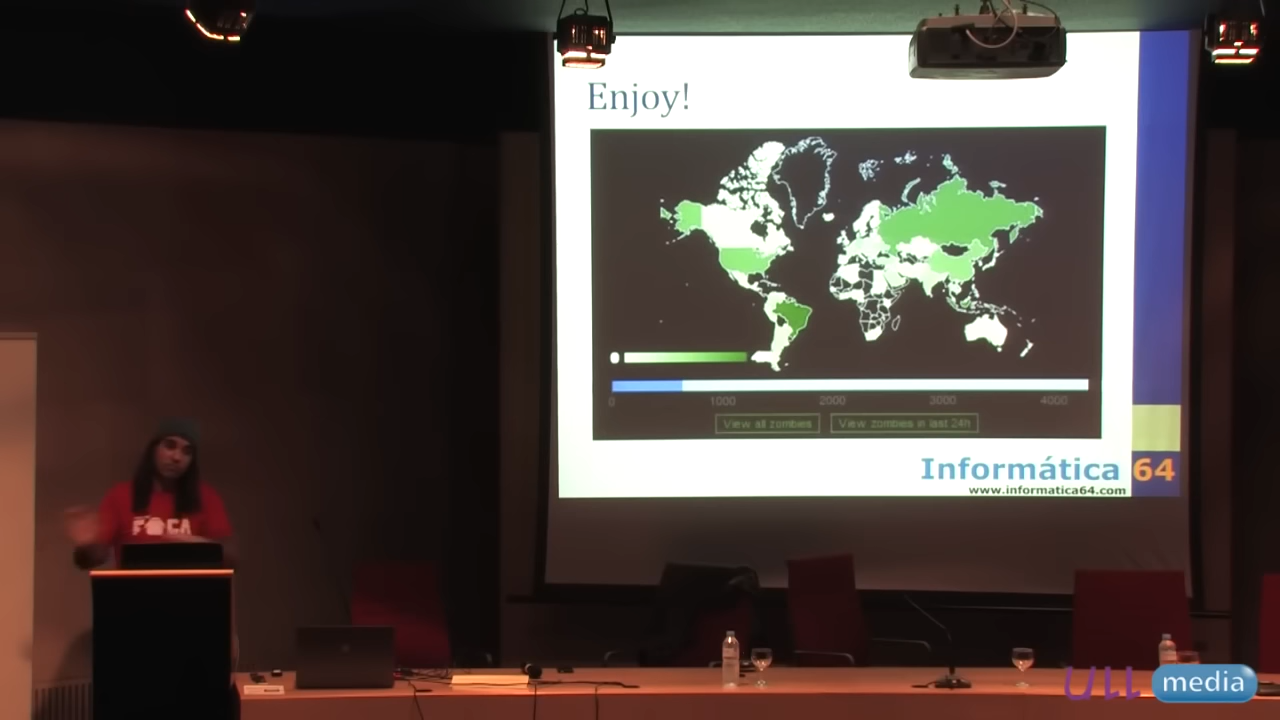 Enjoy!
0
0 1000 2000 3000 4000
View all zombies View zombies in last 24h
Informática 64
www.informatica64.com
FOCA
ULL media